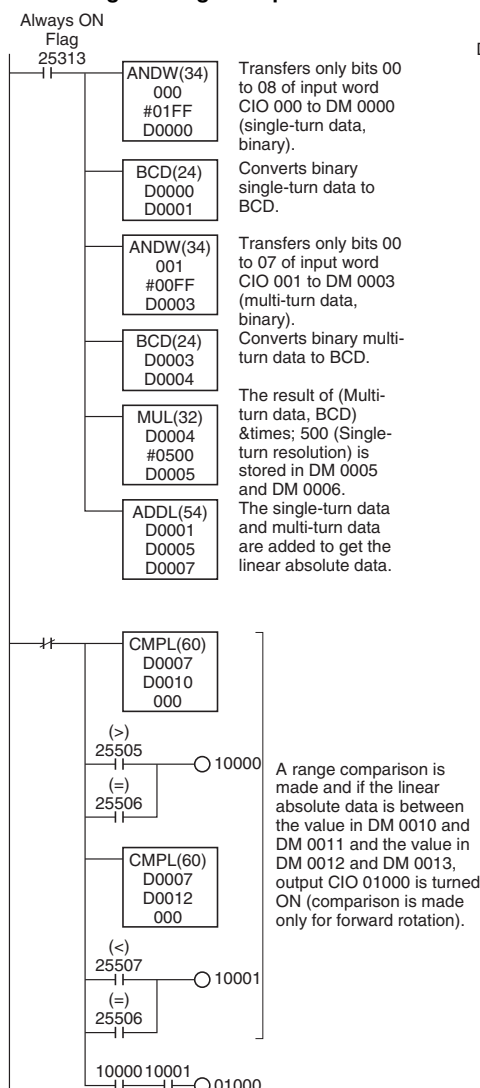 Always ON
Flag
25313
ANDW(34)
000
#01FF
D0000
Transfers only bits 00
to 08 of input word
CIO 000 to DM 0000
(single-turn data,
binary).
BCD(24)
D0000
D0001
Converts binary
single-turn data to
BCD.
ANDW(34)
001
#00FF
D0003
Transfers only bits 00
to 07 of input word
CIO 001 to DM 0003
(multi-turn data,
binary).
BCD(24)
D0003
D0004
Converts binary multi-
turn data to BCD.
MUL(32)
D0004
#0500
D0005
The result of (Multi-
turn data, BCD)
&times; 500 (Single-
turn resolution) is
stored in DM 0005
and DM 0006.
ADDL(54)
D0001
D0005
D0007
The single-turn data
and multi-turn data
are added to get the
linear absolute data.
CMPL(60)
D0007
D0010
000
(>)
25505
10000
(=)
25506
CMPL(60)
D0007
D0012
000
(<)
25507
10001
(=)
25506
A range comparison is
made and if the linear
absolute data is between
the value in DM 0010 and
DM 0011 and the value in
DM 0012 and DM 0013,
output CIO 01000 is turned
ON (comparison is made
only for forward rotation).
10000 10001
01000